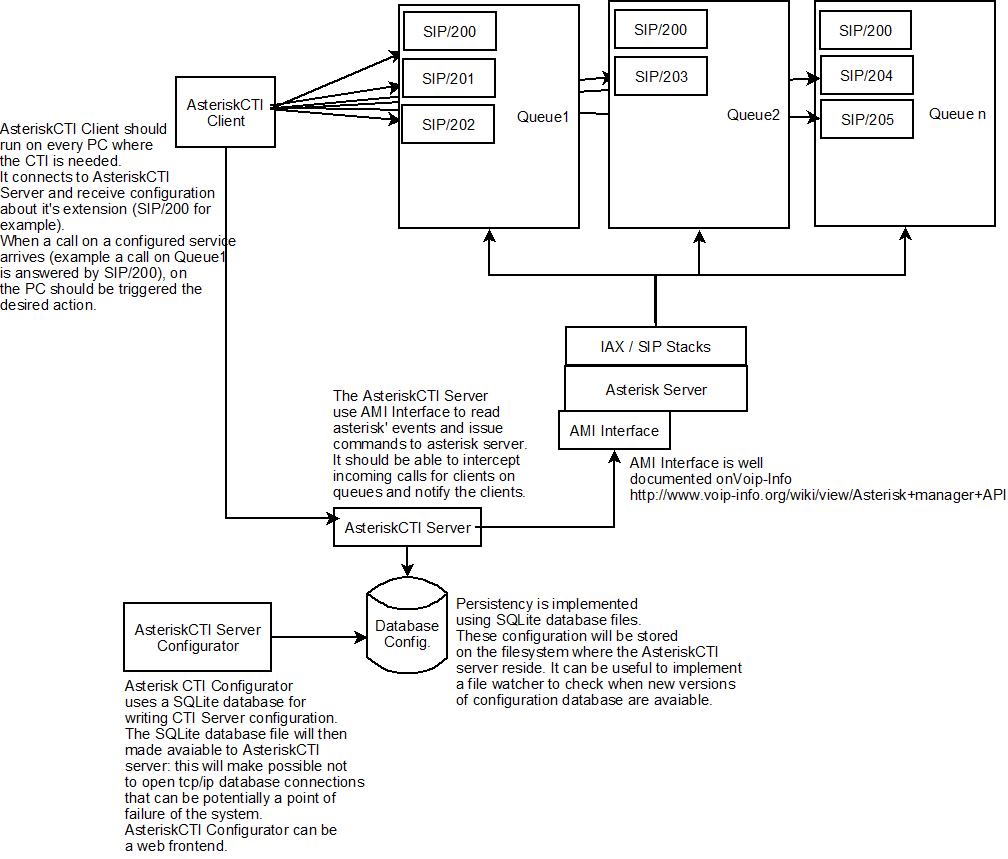 SIP/200
SIP/201
SIP/202
Queue1
SIP/200
SIP/203
Queue2
SIP/200
SIP/204
SIP/205
Queue n
AsteriskCTI
Client
AsteriskCTI Client should
run on every PC where
the CTI is needed.
It connects to AsteriskCTI
Server and receive configuration
about it's extension (SIP/200 for
example).
When a call on a configured service
arrives (example a call on Queue1
is answered by SIP/200), on
the PC should be triggered the
desired action.
IAX / SIP Stacks
Asterisk Server
AMI Interface
The AsteriskCTI Server
use AMI Interface to read
asterisk' events and issue
commands to asterisk server.
It should be able to intercept
incoming calls for clients on
queues and notify the clients.
AMI Interface is well
documented onVoip-Info
http://www.voip-info.org/wiki/view/Asterisk+manager+API
AsteriskCTI Server
Database
Config.
Persistency is implemented
using SQLite database files.
These configuration will be stored
on the filesystem where the AsteriskCTI
server reside. It can be useful to implement
a file watcher to check when new versions
of configuration database are avaiable.
AsteriskCTI Server
Configurator
Asterisk CTI Configurator
uses a SQLite database for
writing CTI Server configuration.
The SQLite database file will then
made avaiable to AsteriskCTI
server: this will make possible not
to open tcp/ip database connections
that can be potentially a point of
failure of the system.
AsteriskCTI Configurator can be
a web frontend.